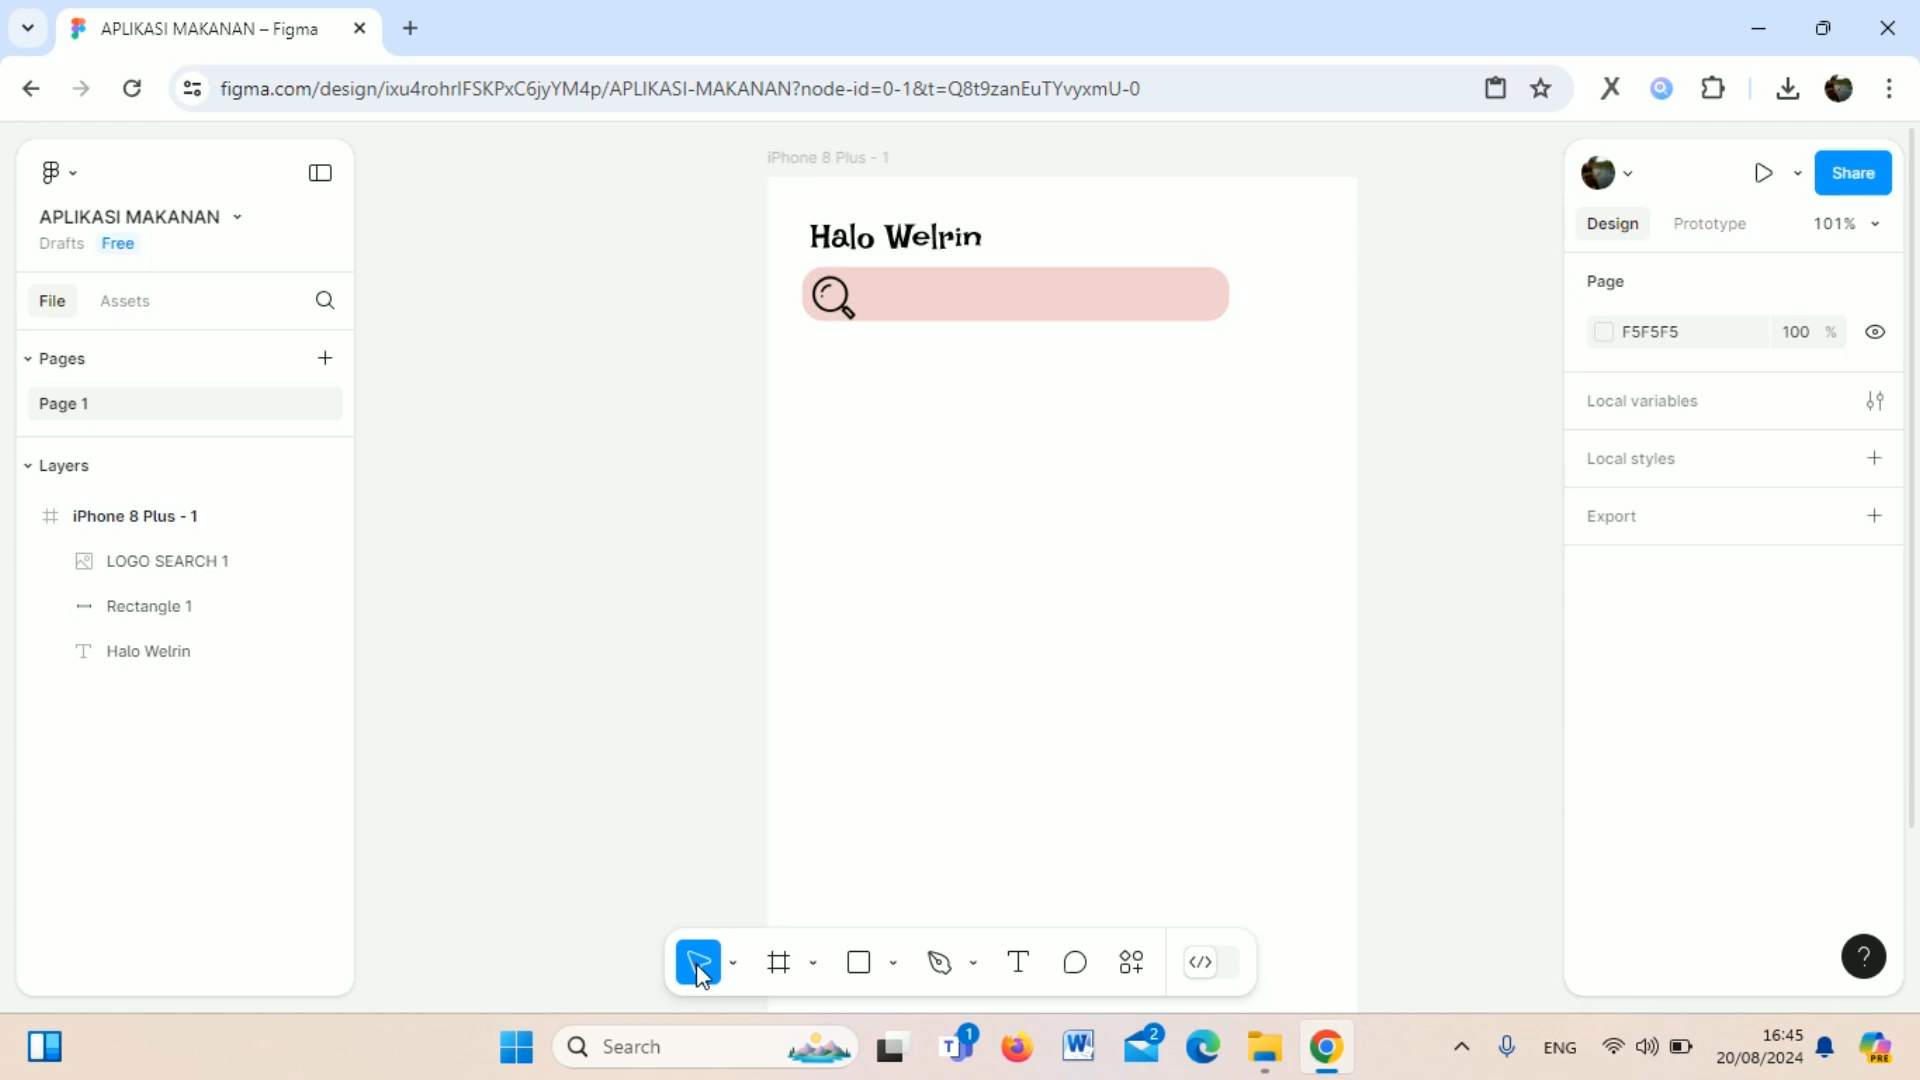 APLIKASI MAKANAN – Figma
figma.com/design/ixu4rohrlFSKPxC6jyYM4p/APLIKASI-MAKANAN?node-id=0-1&t=Q8t9zanEuTYvyxmU-0
APLIKASI MAKANAN
Drafts Free
File Assets
Pages
Page 1
Layers
iPhone 8 Plus - 1
LOGO SEARCH 1
Rectangle 1
Halo Welrin
iPhone 8 Plus - 1
Halo Welrin
Share
Design Prototype 101%
Page
F5F5F5 100 %
Local variables
Local styles
Export
?
Search
1
2
ENG
16:45
20/08/2024
PRE